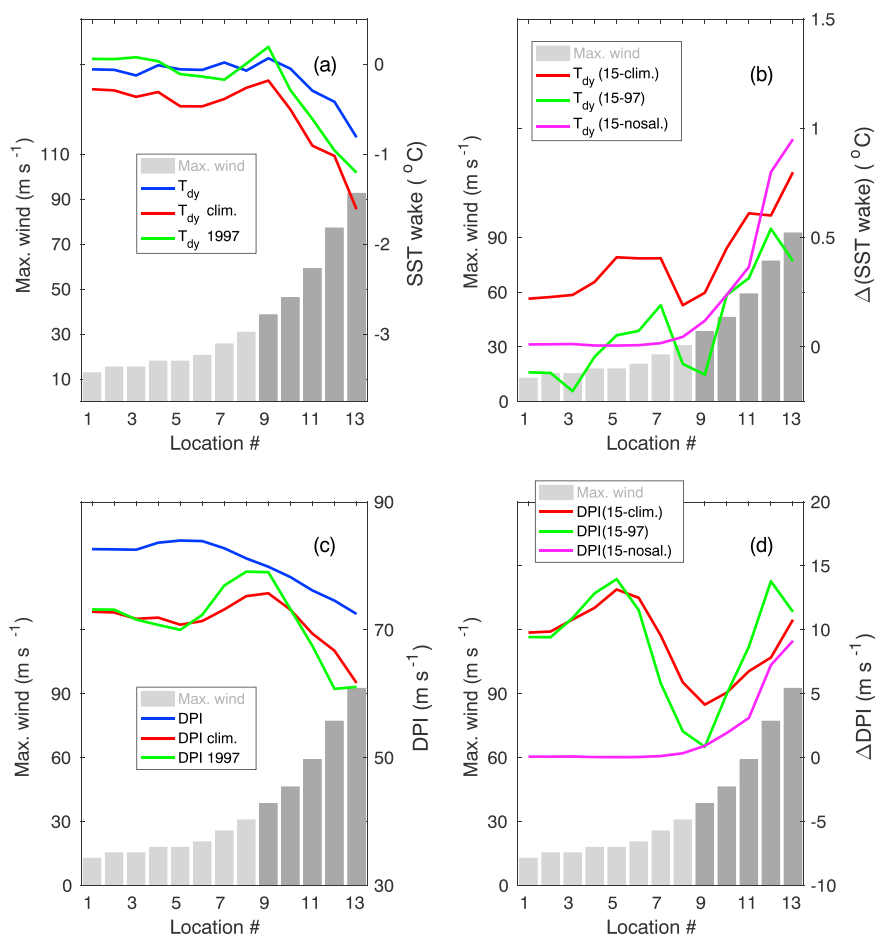 (a)
Max. wind (m s-1)
110
90
70
50
30
10
0
-1
-2
-3
SST wake (°C)
Max. wind
Tdy
Tdy clim.
Tdy 1997
1 3 5 7 9 11 13
Location #
(b)
Max. wind (m s-1)
90
60
30
0
1.5
1
0.5
0
Δ(SST wake) (°C)
Max. wind
Tdy (15-clim.)
Tdy (15-97)
Tdy (15-nosal.)
1 3 5 7 9 11 13
Location #
(c)
Max. wind (m s-1)
90
60
30
0
90
70
50
30
DPI (m s-1)
Max. wind
DPI
DPI clim.
DPI 1997
1 3 5 7 9 11 13
Location #
(d)
Max. wind (m s-1)
90
60
30
0
20
15
10
5
0
-5
-10
ΔDPI (m s-1)
Max. wind
DPI(15-clim.)
DPI(15-97)
DPI(15-nosal.)
1 3 5 7 9 11 13
Location #